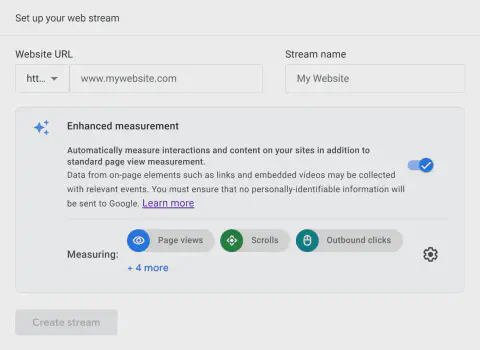 Set up your web stream
Website URL
Stream name
htt...
www.mywebsite.com
My Website
Enhanced measurement
Automatically measure interactions and content on your sites in addition to
standard page view measurement.
Data from on-page elements such as links and embedded videos may be collected
with relevant events. You must ensure that no personally-identifiable information will
be sent to Google. Learn more
Measuring:
Page views
Scrolls
Outbound clicks
+ 4 more
Create stream